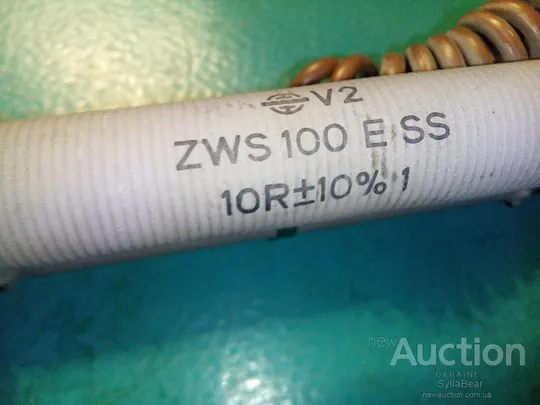 V2
ZWS 100 E SS
10R±10% 1
new Auction
UKRAINE
SyllaBear
newauction.com.ua